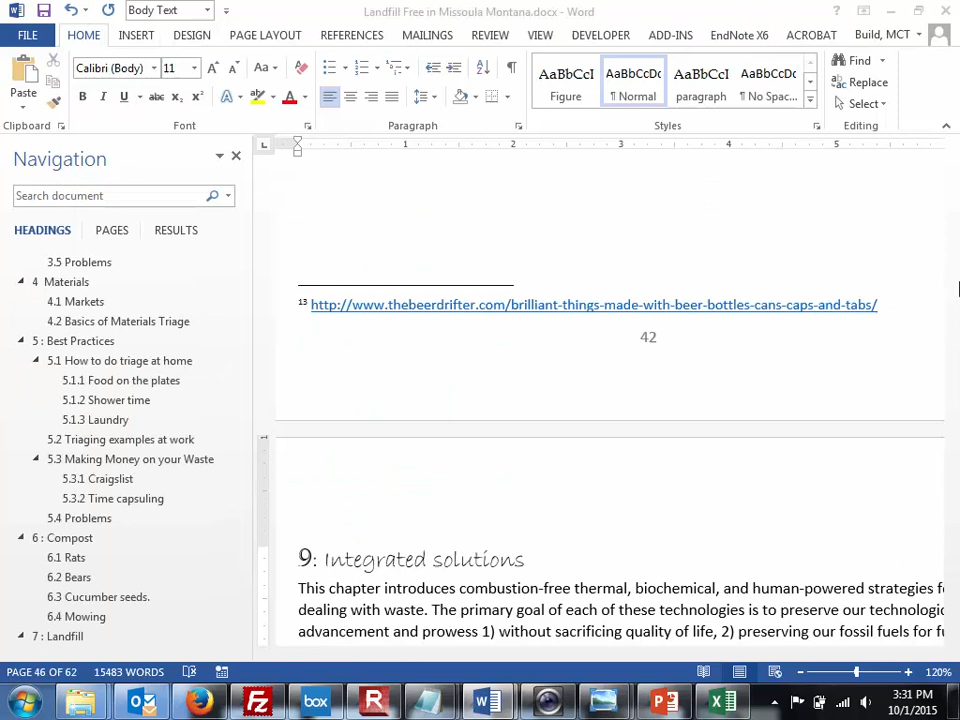 Body Text
Landfill Free in Missoula Montana.docx - Word
FILE HOME INSERT DESIGN PAGE LAYOUT REFERENCES MAILINGS REVIEW VIEW DEVELOPER ADD-INS EndNote X6 ACROBAT Build, MCT
Paste
Calibri (Body) 11
AaBbCcI AaBbCcDc AaBbCcI AaBbCcDc
Figure ¶ Normal paragraph ¶ No Spac...
Find
Replace
Select
Clipboard Font Paragraph Styles Editing
Navigation
Search document
HEADINGS PAGES RESULTS
3.5 Problems
4 Materials
4.1 Markets
4.2 Basics of Materials Triage
5 : Best Practices
5.1 How to do triage at home
5.1.1 Food on the plates
5.1.2 Shower time
5.1.3 Laundry
5.2 Triaging examples at work
5.3 Making Money on your Waste
5.3.1 Craigslist
5.3.2 Time capsuling
5.4 Problems
6 : Compost
6.1 Rats
6.2 Bears
6.3 Cucumber seeds.
6.4 Mowing
7 : Landfill
1 2 3 4 5
13 http://www.thebeerdrifter.com/brilliant-things-made-with-beer-bottles-cans-caps-and-tabs/
42
9: Integrated solutions
This chapter introduces combustion-free thermal, biochemical, and human-powered strategies f
dealing with waste. The primary goal of each of these technologies is to preserve our technologic
advancement and prowess 1) without sacrificing quality of life, 2) preserving our fossil fuels for fu
PAGE 46 OF 62 15483 WORDS 120%
3:31 PM
10/1/2015